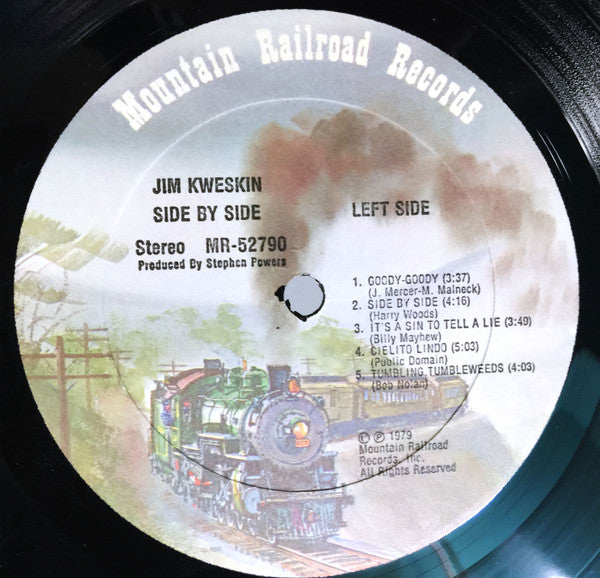 Mountain Railroad Records
JIM KWESKIN
SIDE BY SIDE
LEFT SIDE
Stereo MR-52790
Produced By Stephen Powers
1. GOODY-GOODY (3:37)
(J. Mercer-M. Malneck)
2. SIDE BY SIDE (4:16)
(Harry Woods)
3. IT'S A SIN TO TELL A LIE (3:49)
(Billy Mayhew)
4. CIELITO LINDO (5:03)
(Public Domain)
5. TUMBLING TUMBLEWEEDS (4:03)
(Bob Nolan)
© ℗ 1979
Mountain Railroad
Records, Inc.
All Rights Reserved